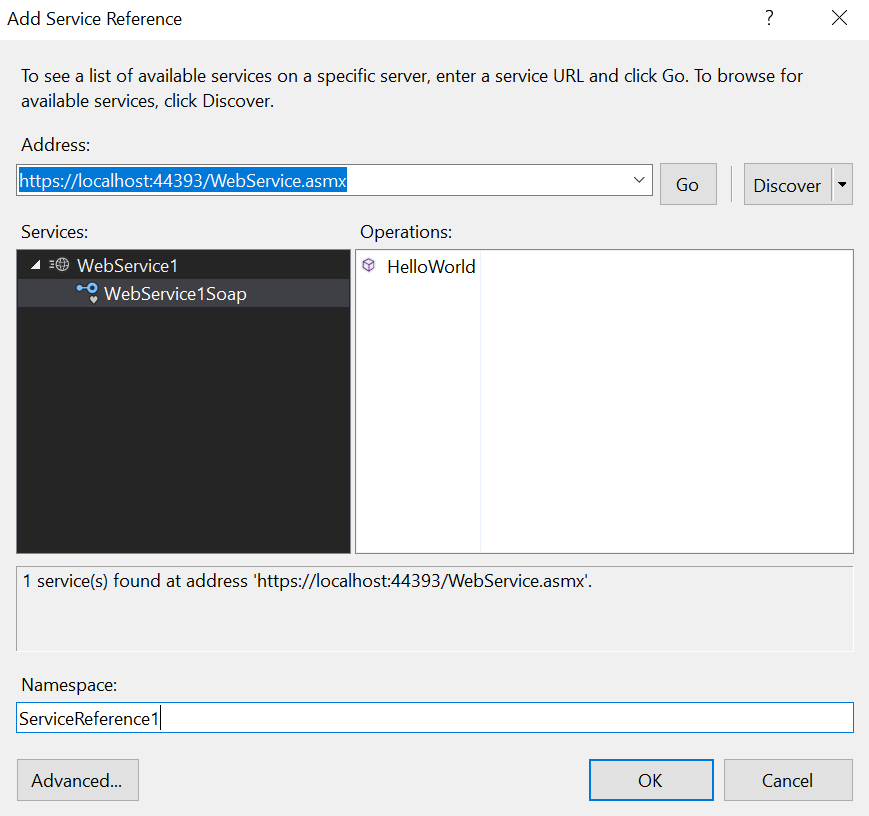 Add Service Reference
?
To see a list of available services on a specific server, enter a service URL and click Go. To browse for
available services, click Discover.
Address:
https://localhost:44393/WebService.asmx
Go
Discover
Services:
Operations:
WebService1
HelloWorld
WebService1Soap
1 service(s) found at address 'https://localhost:44393/WebService.asmx'.
Namespace:
ServiceReference1
Advanced...
OK
Cancel